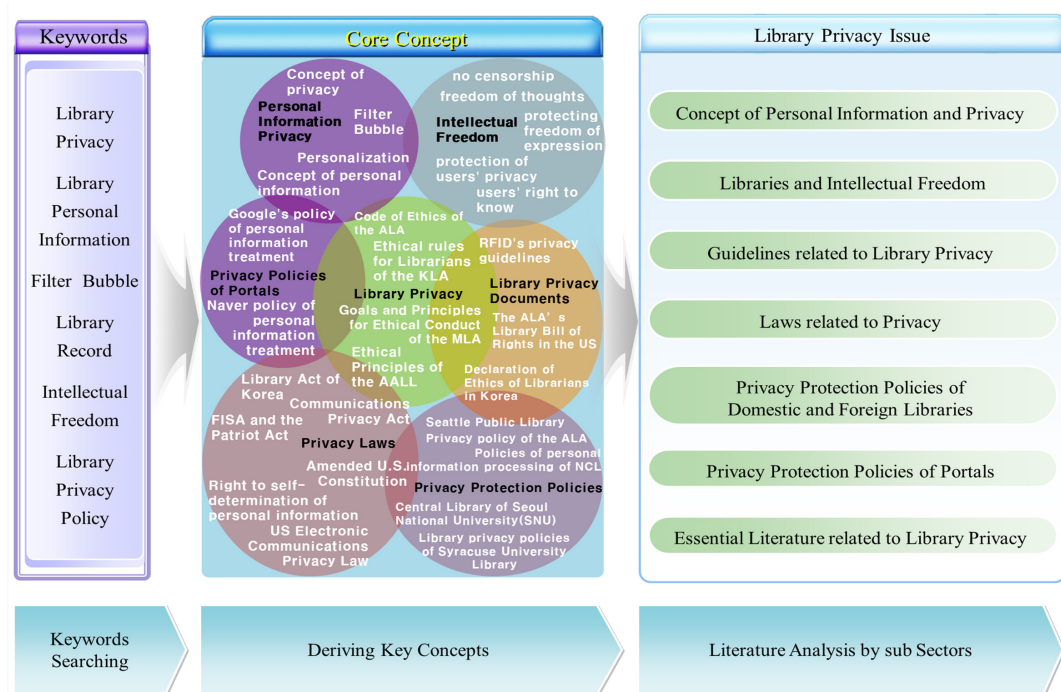 Keywords
Library
Privacy
Library
Personal
Information
Filter Bubble
Library
Record
Intellectual
Freedom
Library
Privacy
Policy
Core Concept
Concept of
privacy
Personal
Information
Privacy
Filter
Bubble
Personalization
Concept of personal
information
no censorship
freedom of thoughts
Intellectual
Freedom
protecting
freedom of
expression
protection of
users' privacy
users' right to
know
Google's policy
of personal
information
treatment
Privacy Policies
of Portals
Naver policy of
personal
information
treatment
Code of Ethics of
the ALA
Ethical rules
for Librarians
of the KLA
Library Privacy
Goals and Principles
for Ethical Conduct
of the MLA
Ethical
Principles of
the AALL
RFID's privacy
guidelines
Library Privacy
Documents
The ALA's
Library Bill of
Rights in the US
Declaration of
Ethics of Librarians
in Korea
Library Act of
Korea
Communications
Privacy Act
FISA and the
Patriot Act
Privacy Laws
Amended U.S.
Constitution
Right to self-
determination of
personal information
US Electronic
Communications
Privacy Law
Seattle Public Library
Privacy policy of the ALA
Policies of personal
information processing of NCL
Privacy Protection Policies
Central Library of Seoul
National University(SNU)
Library privacy policies
of Syracuse University
Library
Library Privacy Issue
Concept of Personal Information and Privacy
Libraries and Intellectual Freedom
Guidelines related to Library Privacy
Laws related to Privacy
Privacy Protection Policies of
Domestic and Foreign Libraries
Privacy Protection Policies of Portals
Essential Literature related to Library Privacy
Keywords
Searching
Deriving Key Concepts
Literature Analysis by sub Sectors